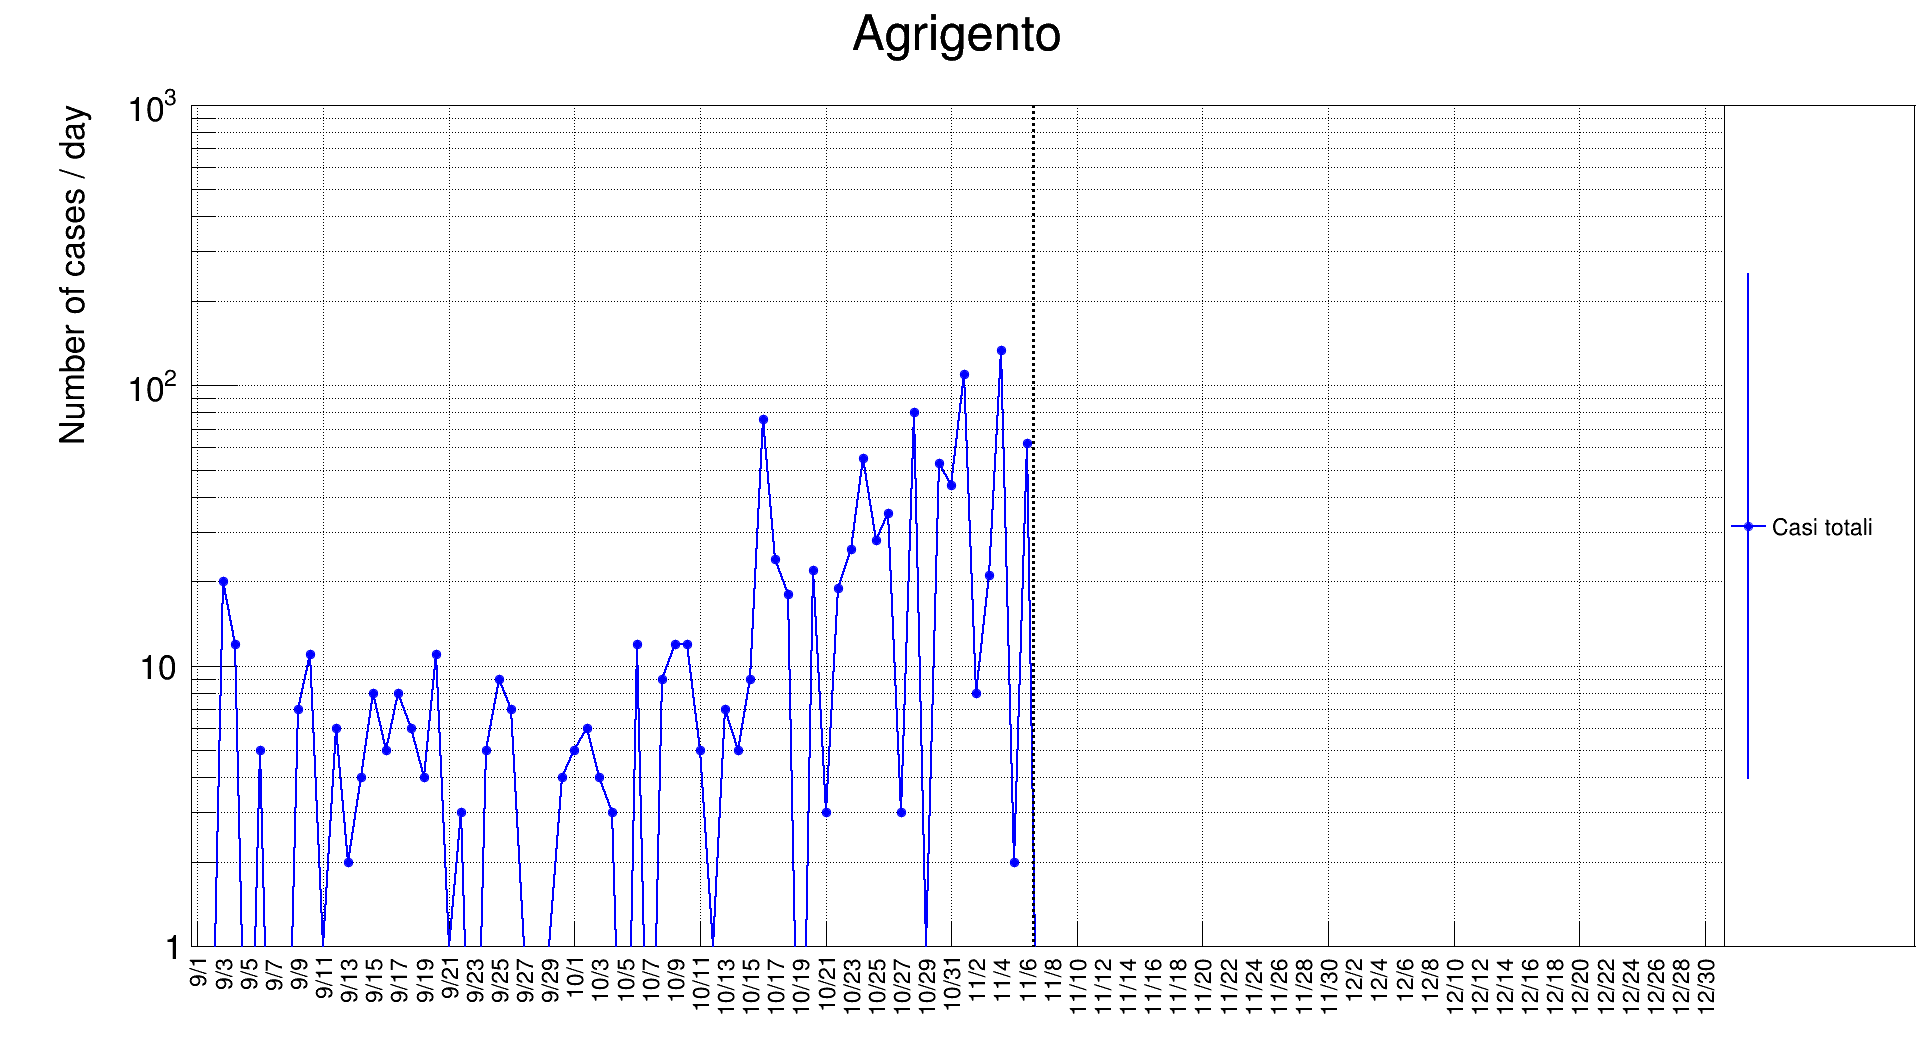 Agrigento
Number of cases / day
10³
10²
10
1
Casi totali
9/1 9/3 9/5 9/7 9/9 9/11 9/13 9/15 9/17 9/19 9/21 9/23 9/25 9/27 9/29 10/1 10/3 10/5 10/7 10/9 10/11 10/13 10/15 10/17 10/19 10/21 10/23 10/25 10/27 10/29 10/31 11/2 11/4 11/6 11/8 11/10 11/12 11/14 11/16 11/18 11/20 11/22 11/24 11/26 11/28 11/30 12/2 12/4 12/6 12/8 12/10 12/12 12/14 12/16 12/18 12/20 12/22 12/24 12/26 12/28 12/30